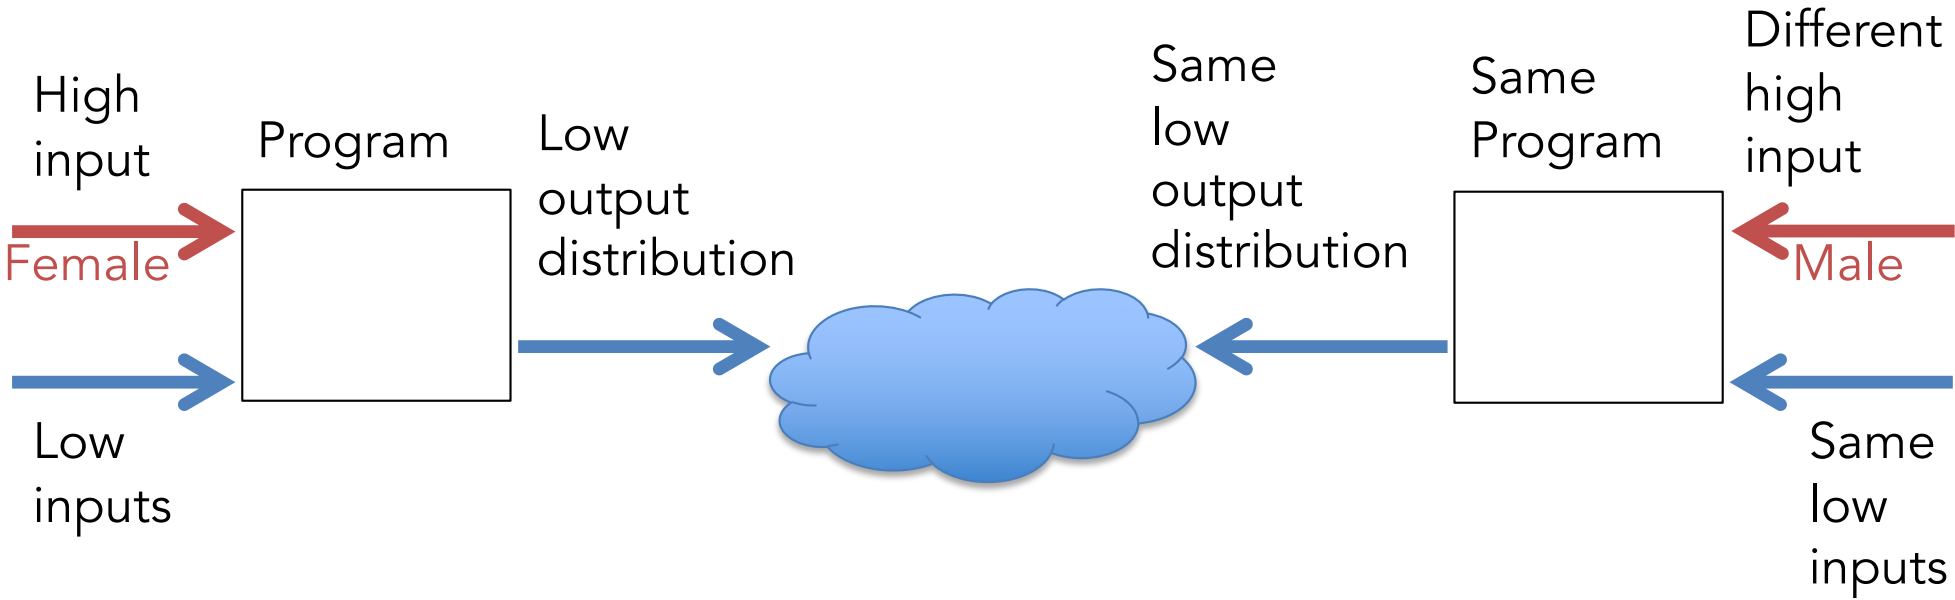 High
input
Female
Low
inputs
Program
Low
output
distribution
Same
low
output
distribution
Same
Program
Different
high
input
Male
Same
low
inputs